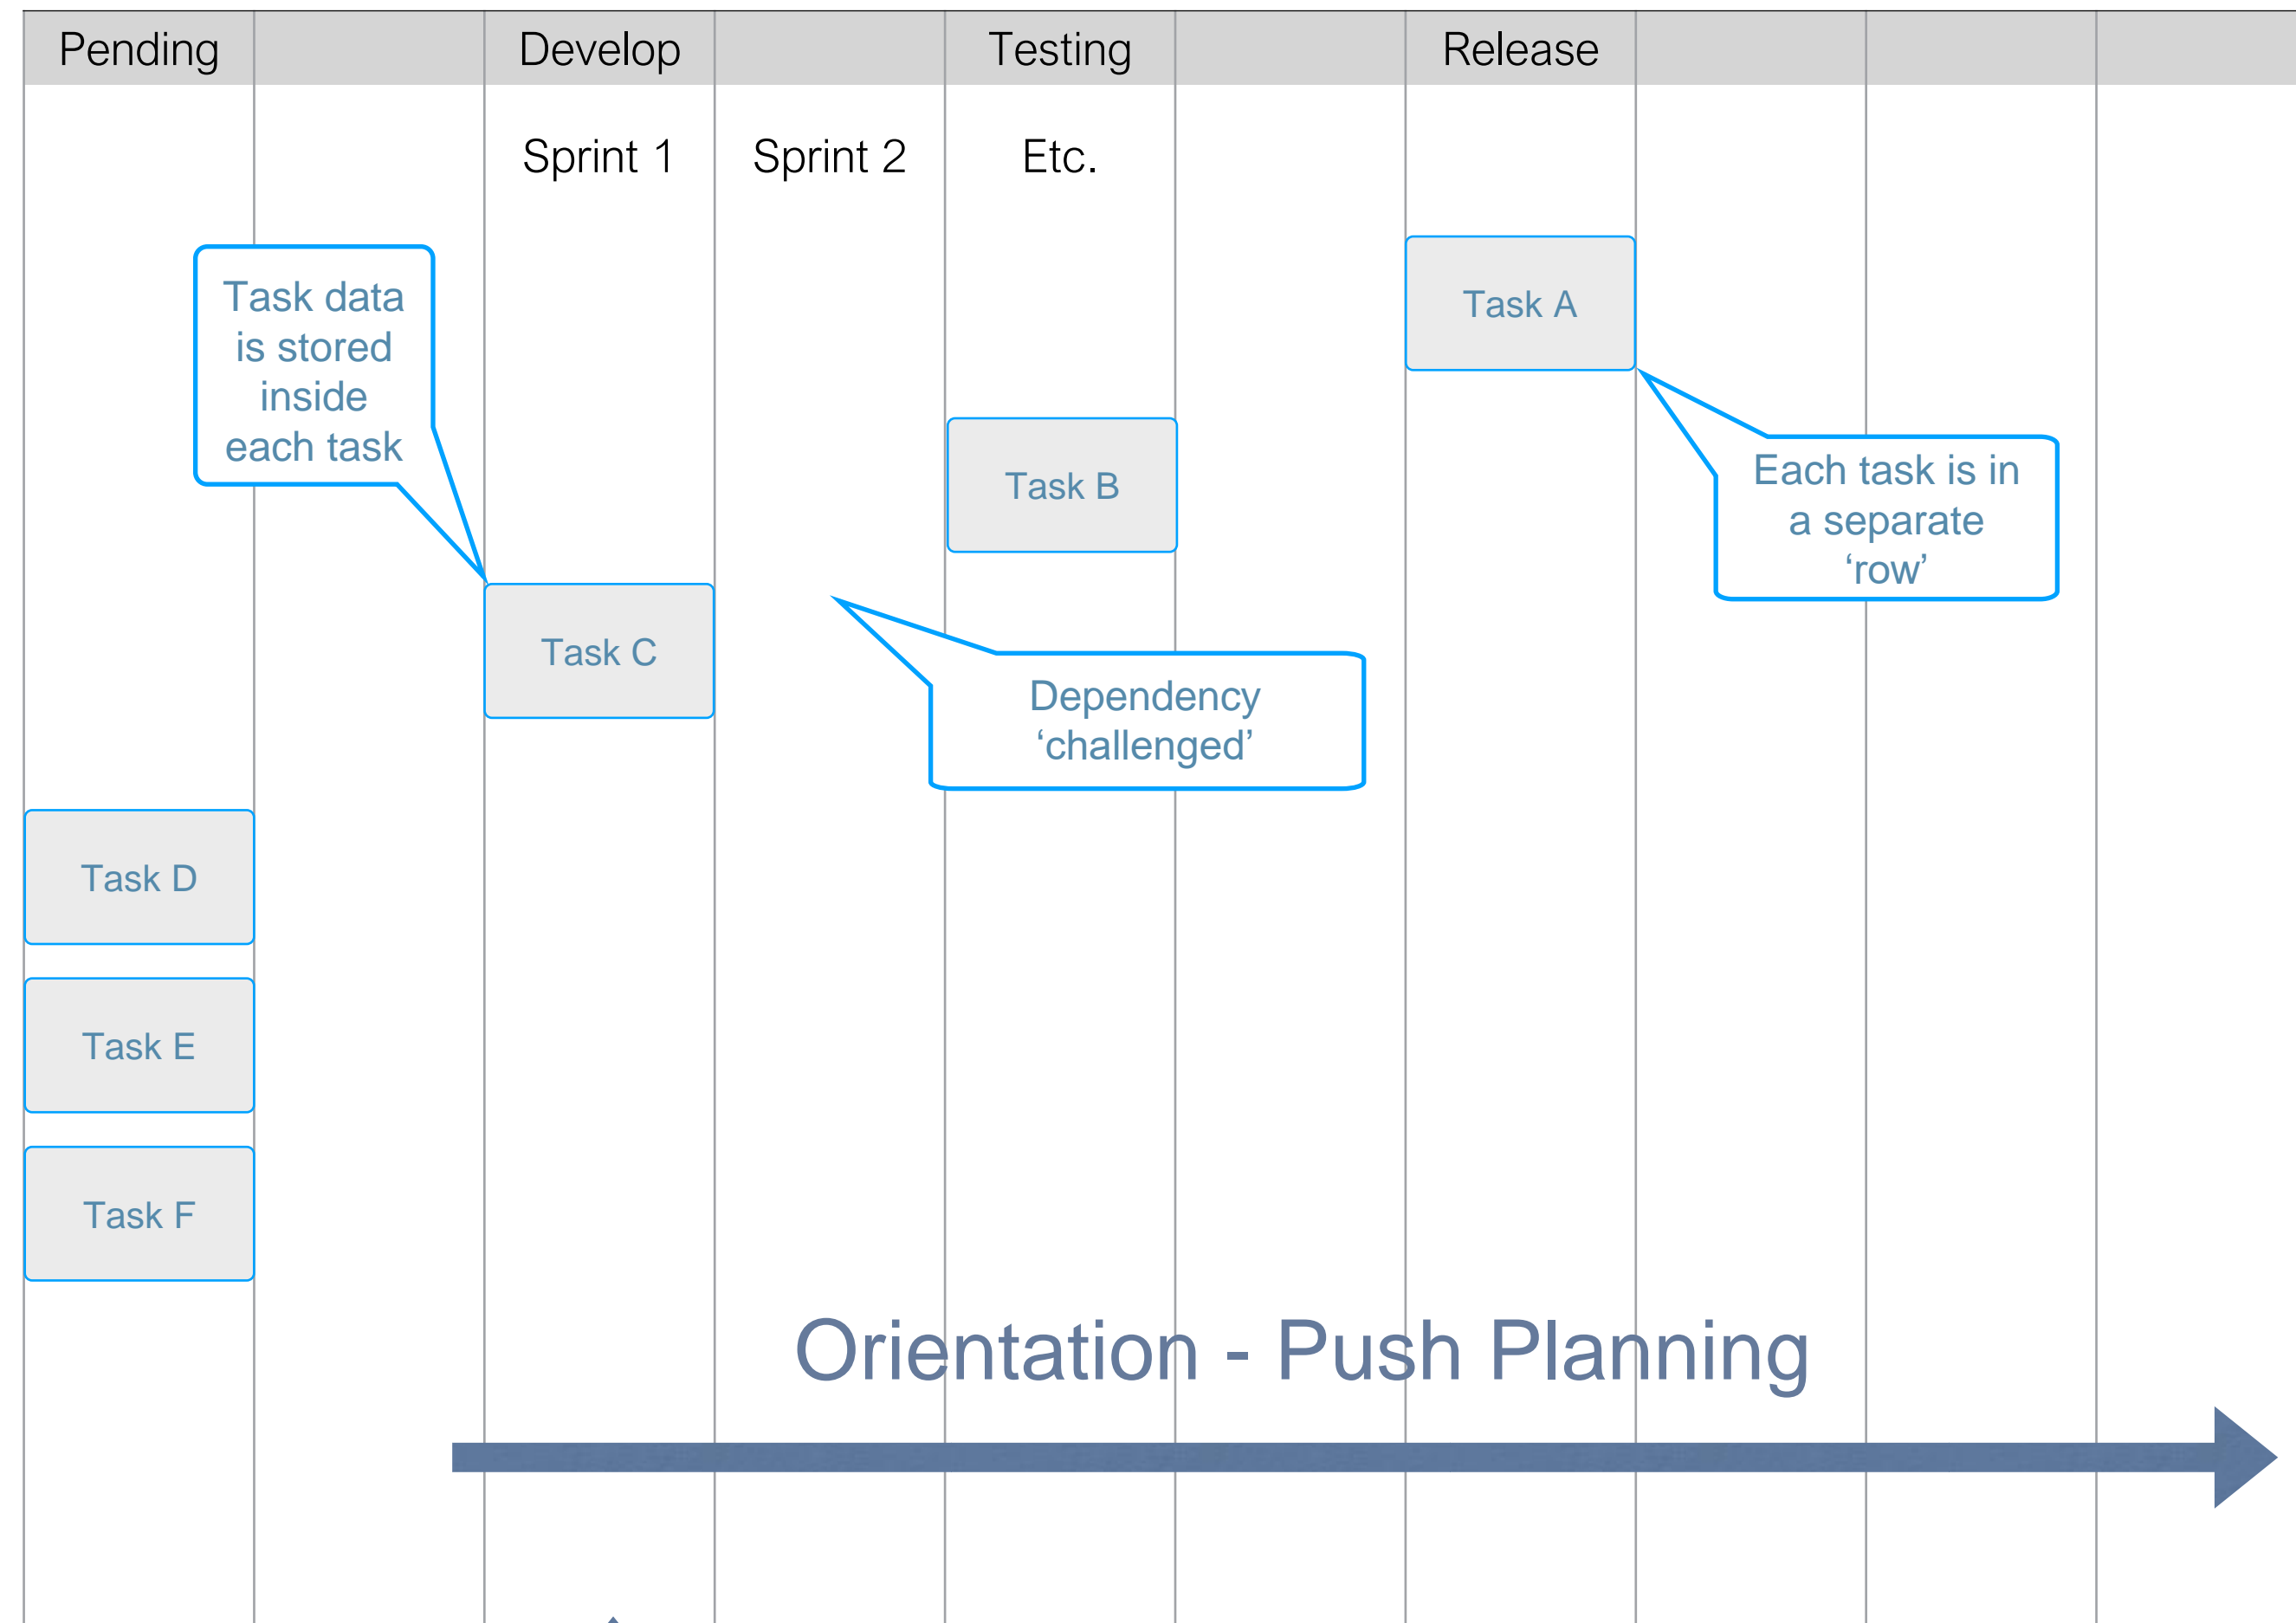 Pending Develop Testing Release
Sprint 1 Sprint 2 Etc.
Task data
is stored
inside
each task
Task A
Task B
Each task is in
a separate
‘row’
Task C
Dependency
‘challenged’
Task D
Task E
Task F
Orientation - Push Planning